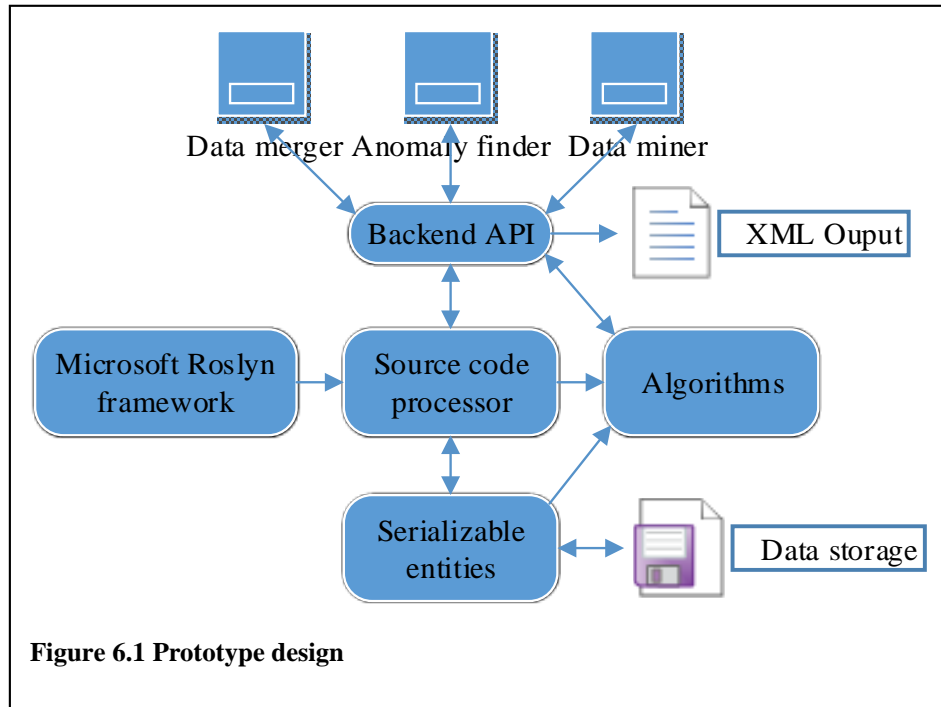 Data merger
Anomary finder
Data miner
Backend API
XML Ouput
Microsoft Roslyn
framework
Source code
processor
Algorithms
Serializable
entities
Data storage
Figure 6.1 Prototype design